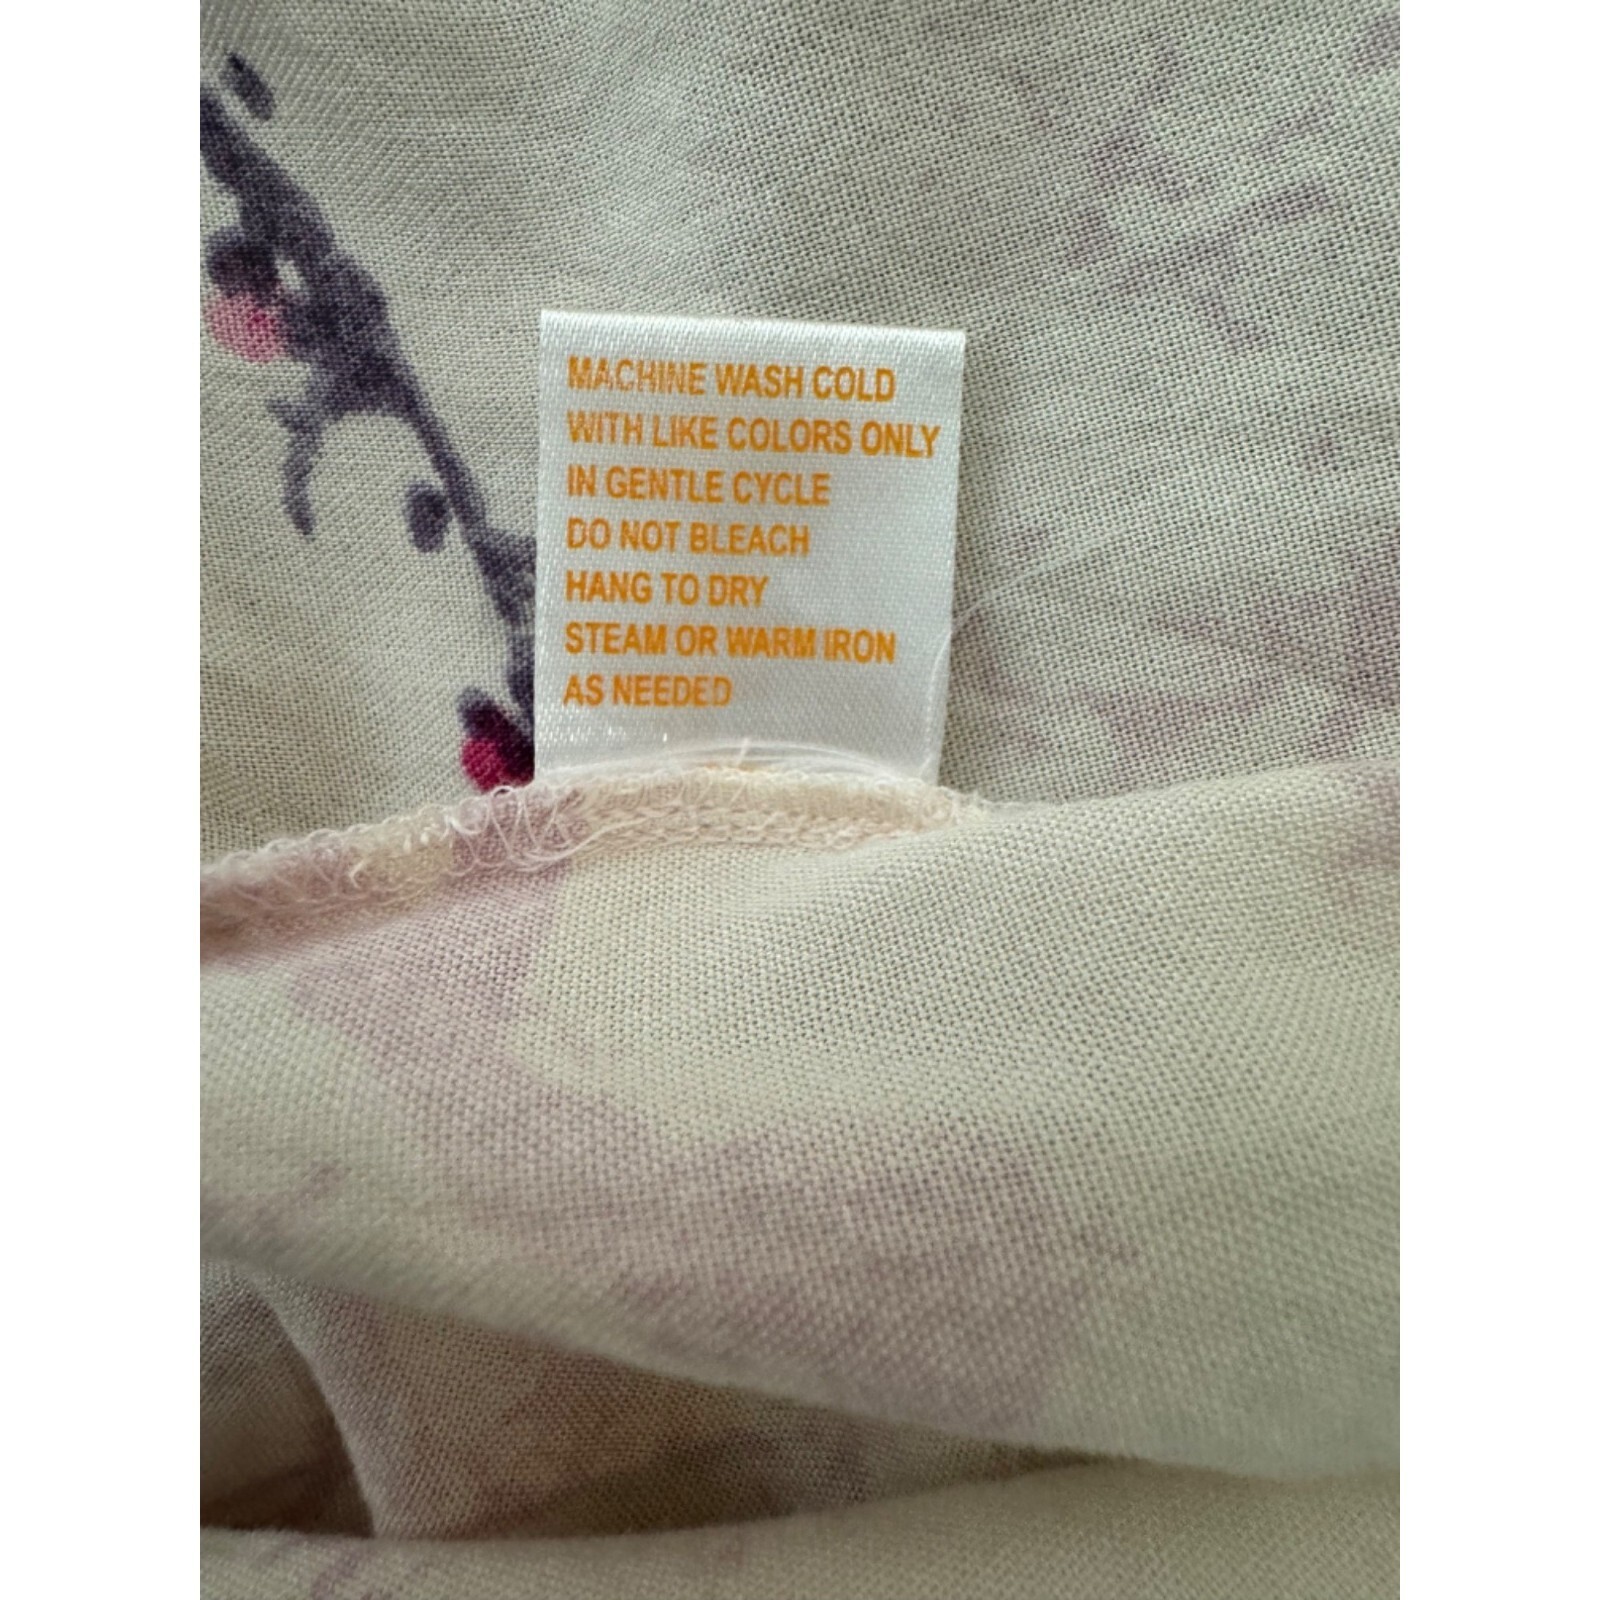 MACHINE WASH COLD
WITH LIKE COLORS ONLY
IN GENTLE CYCLE
DO NOT BLEACH
HANG TO DRY
STEAM OR WARM IRON
AS NEEDED